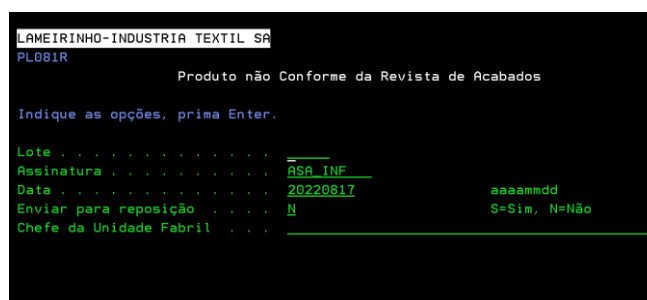 LAMEIRINHO-INDUSTRIA TEXTIL SA
PL081R
Produto não Conforme da Revista de Acabados
Indique as opções, prima Enter.
Lote . . . . . . . . . . . . .
Assinatura . . . . . . . . . . ASA_INF
Data . . . . . . . . . . . . . 20220817 aaaammdd
Enviar para reposição . . . . N S=Sim, N=Não
Chefe da Unidade Fabril . . .